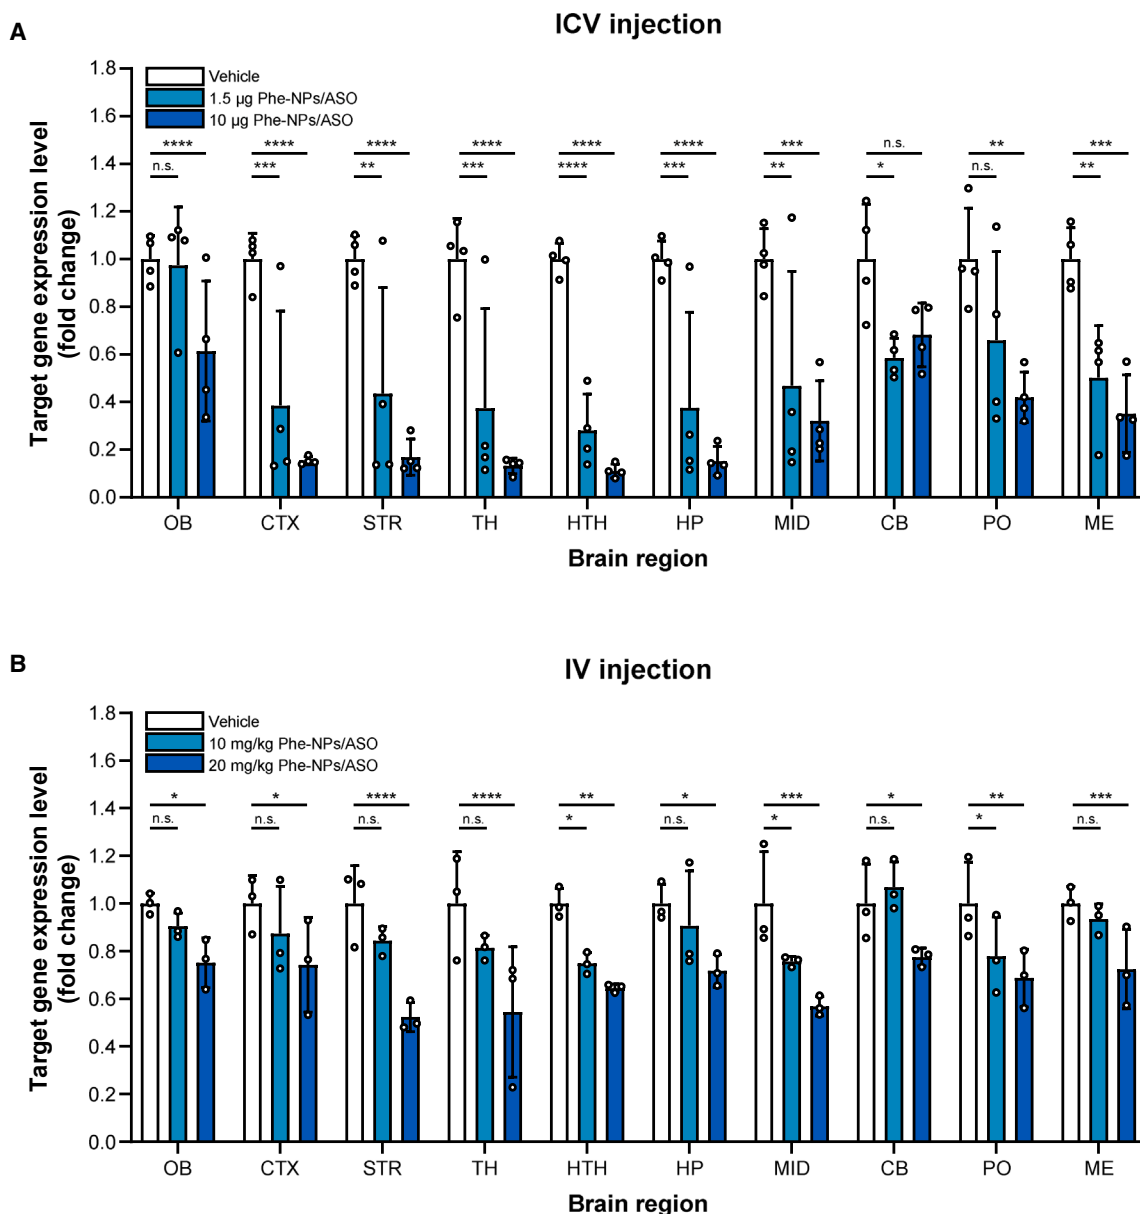 A
ICV injection
1.8
1.6
1.4
1.2
1.0
0.8
0.6
0.4
0.2
0.0
Target gene expression level
(fold change)
Vehicle
1.5 µg Phe-NPs/ASO
10 µg Phe-NPs/ASO
**** **** **** **** **** **** *** n.s. ** ***
n.s. *** ** *** **** *** ** * n.s. **
OB CTX STR TH HTH HP MID CB PO ME
Brain region
B
IV injection
1.8
1.6
1.4
1.2
1.0
0.8
0.6
0.4
0.2
0.0
Target gene expression level
(fold change)
Vehicle
10 mg/kg Phe-NPs/ASO
20 mg/kg Phe-NPs/ASO
* * **** **** ** * *** * ** ***
n.s. n.s. n.s. n.s. * n.s. * n.s. * n.s.
OB CTX STR TH HTH HP MID CB PO ME
Brain region